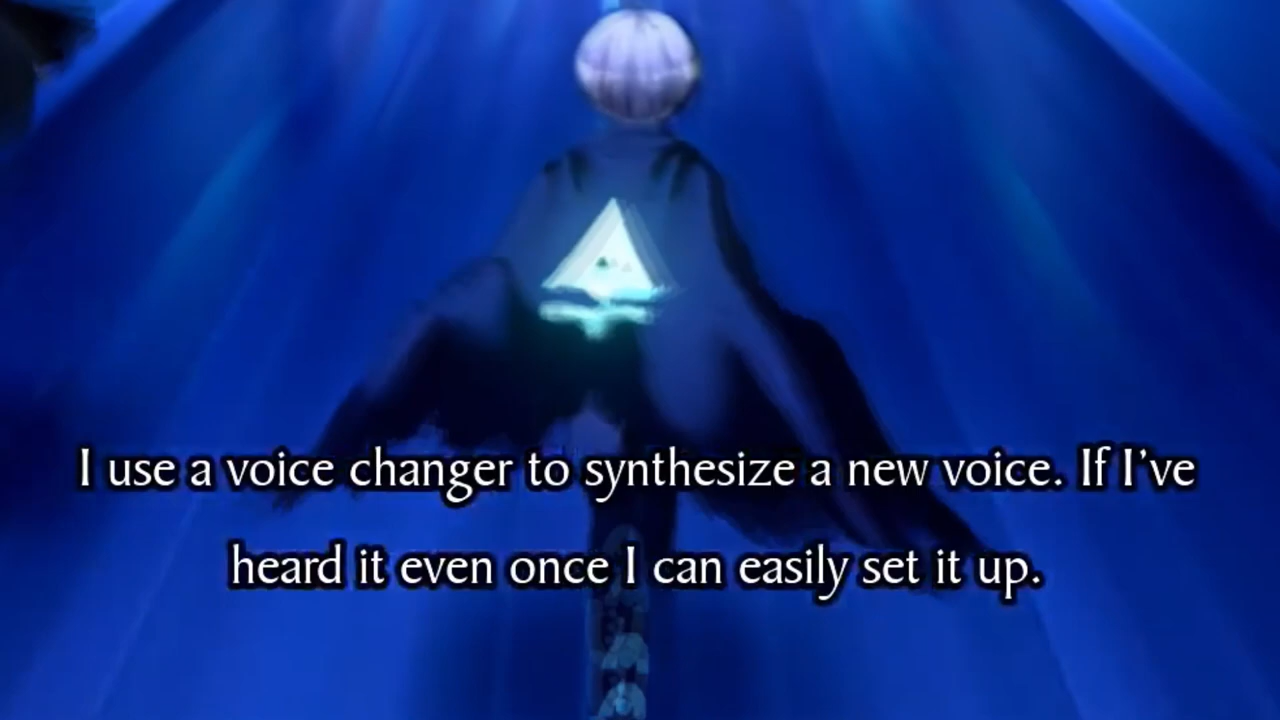 I use a voice changer to synthesize a new voice. If I've
heard it even once I can easily set it up.